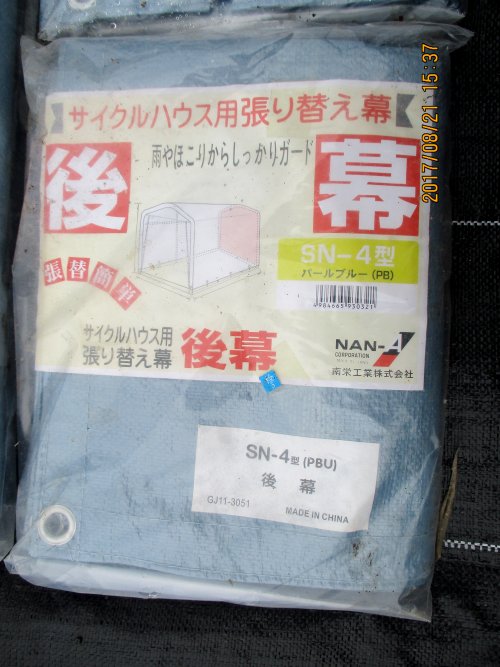 サイクルハウス用張り替え幕
雨やほこりからしっかりガード
後
幕
SN-4型
パールブルー(PB)
張替簡単
4984665930321
サイクルハウス用
張り替え幕
後幕
NAN-A
CORPORATION
南栄工業株式会社
SN-4型(PBU)
後 幕
GJ11-3051
MADE IN CHINA
2017/08/21 15:37